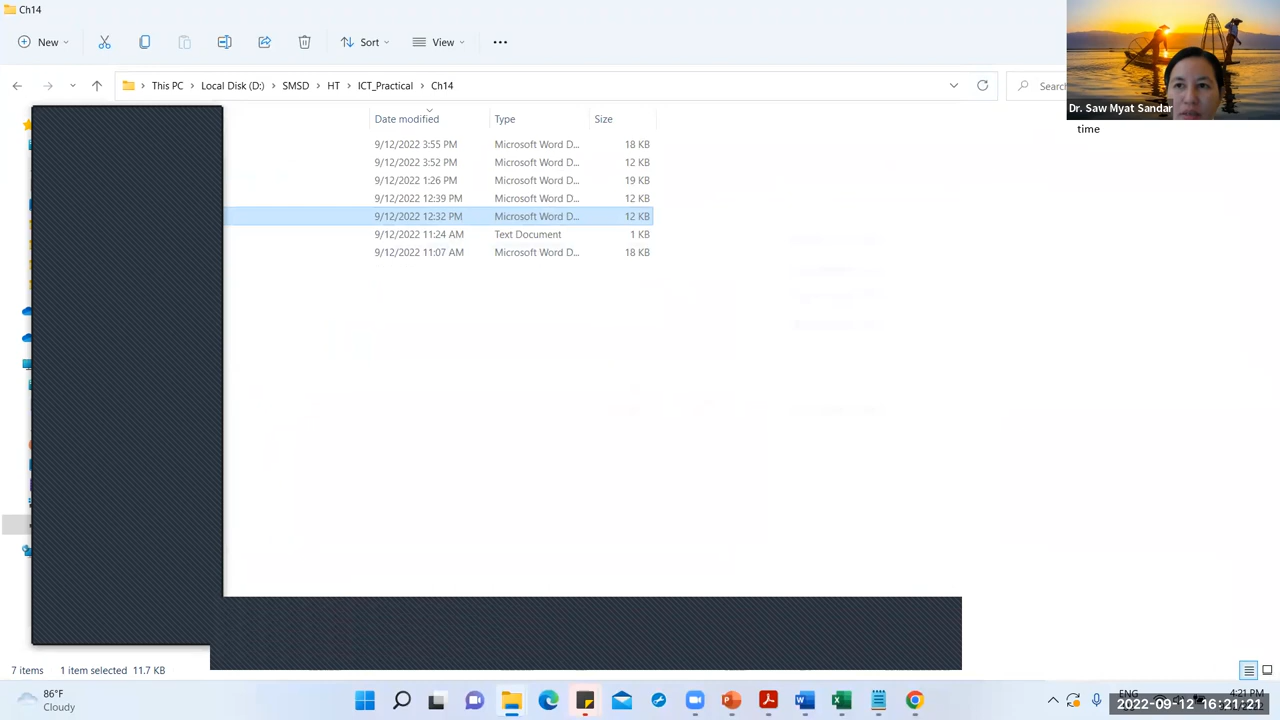 Ch14
New
Sort
View
This PC
Local Disk (D:)
SMSD
HT
ICT_Practical
Ch14
Search
Dr. Saw Myat Sandar
time
Date modified
Type
Size
9/12/2022 3:55 PM
Microsoft Word D...
18 KB
9/12/2022 3:52 PM
Microsoft Word D...
12 KB
9/12/2022 1:26 PM
Microsoft Word D...
19 KB
9/12/2022 12:39 PM
Microsoft Word D...
12 KB
9/12/2022 12:32 PM
Microsoft Word D...
12 KB
9/12/2022 11:24 AM
Text Document
1 KB
9/12/2022 11:07 AM
Microsoft Word D...
18 KB
7 items
1 item selected 11.7 KB
86°F
Cloudy
ENG
4:21 PM
2022-09-12 16:21:21